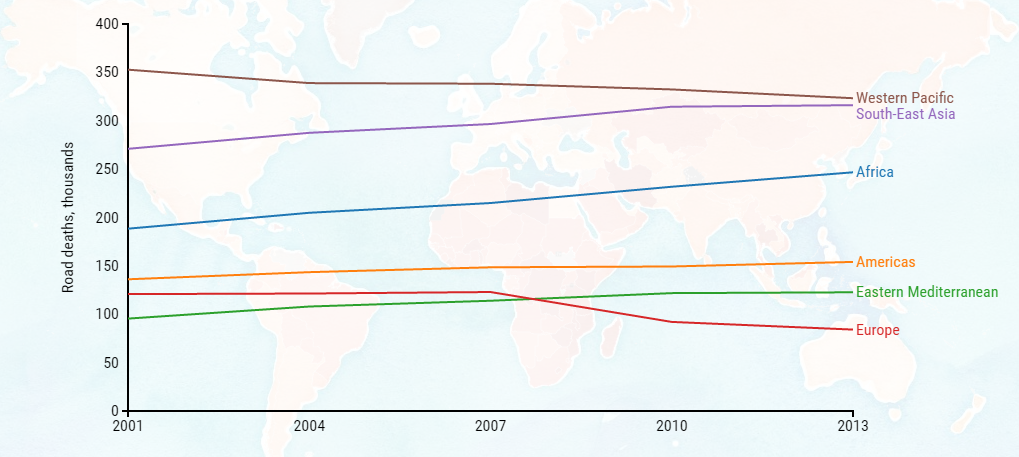 400
350
300
250
200
150
100
50
0
Road deaths, thousands
2001 2004 2007 2010 2013
Western Pacific
South-East Asia
Africa
Americas
Eastern Mediterranean
Europe